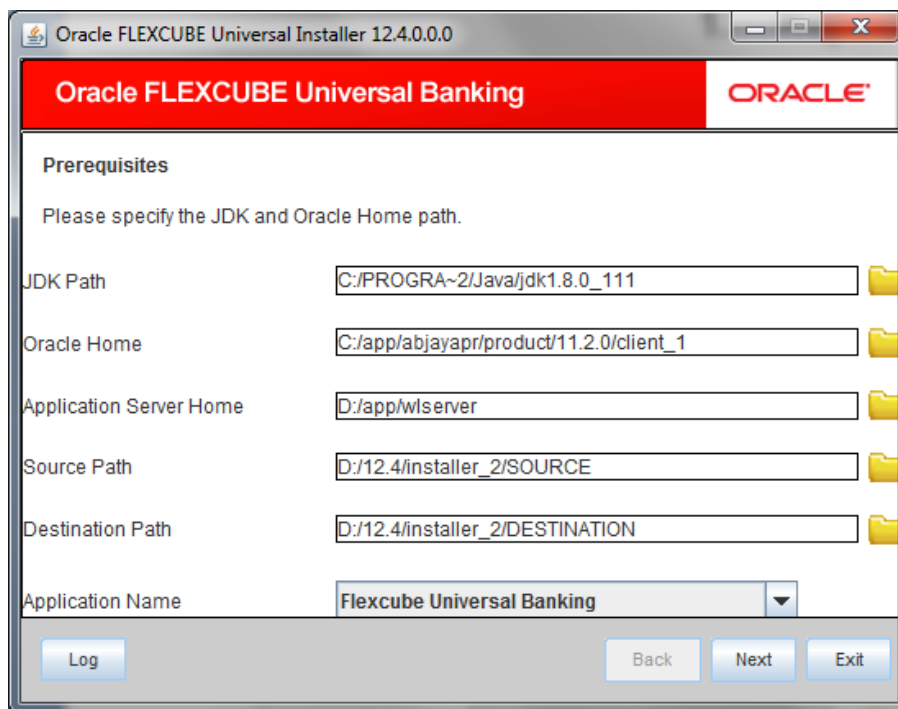 Oracle FLEXCUBE Universal Installer 12.4.0.0.0
Oracle FLEXCUBE Universal Banking
ORACLE
Prerequisites
Please specify the JDK and Oracle Home path.
JDK Path C:/PROGRA~2/Java/jdk1.8.0_111
Oracle Home C:/app/abjayapr/product/11.2.0/client_1
Application Server Home D:/app/wlserver
Source Path D:/12.4/installer_2/SOURCE
Destination Path D:/12.4/installer_2/DESTINATION
Application Name Flexcube Universal Banking
Log Back Next Exit